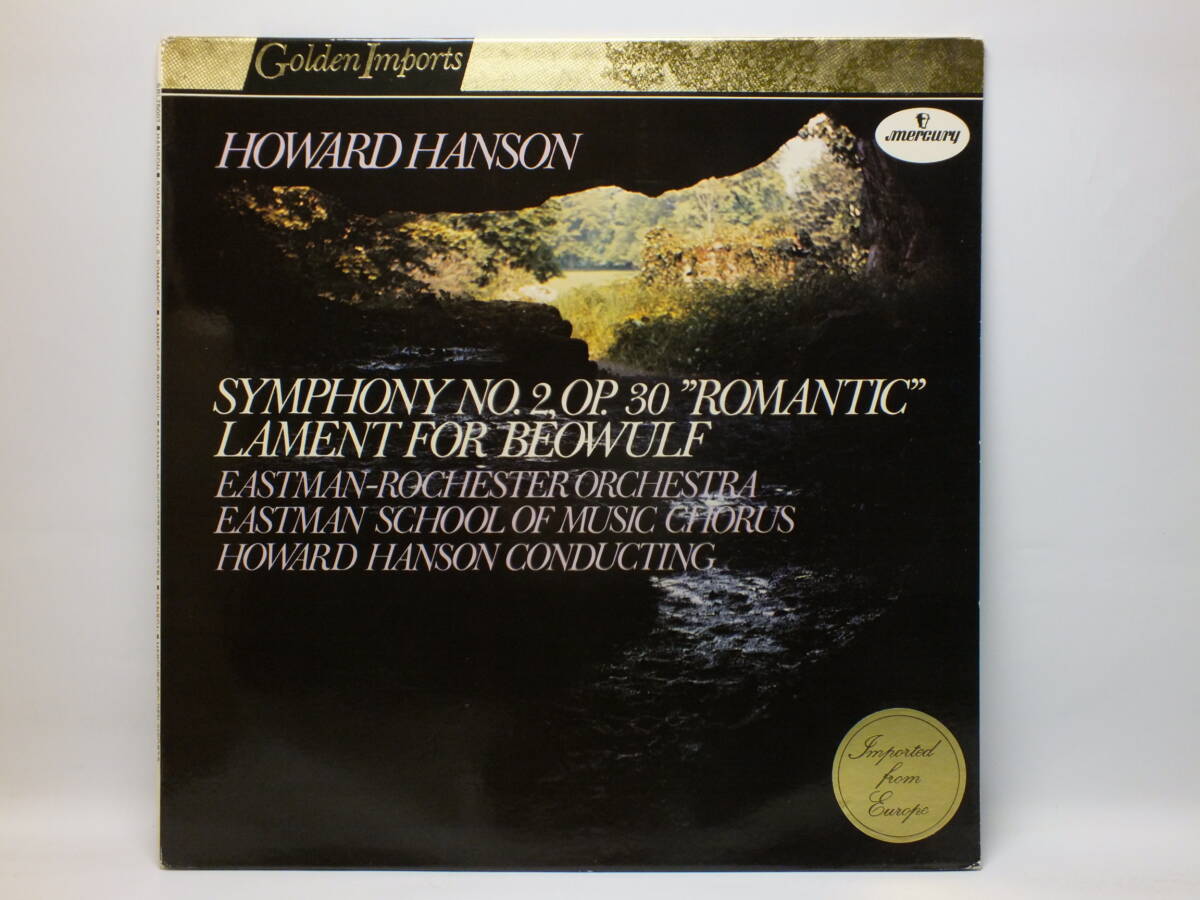 Golden Imports
mercury
HOWARD HANSON
SYMPHONY NO. 2, OP. 30 "ROMANTIC"
LAMENT FOR BEOWULF
EASTMAN-ROCHESTER ORCHESTRA
EASTMAN SCHOOL OF MUSIC CHORUS
HOWARD HANSON CONDUCTING
Imported
from
Europe